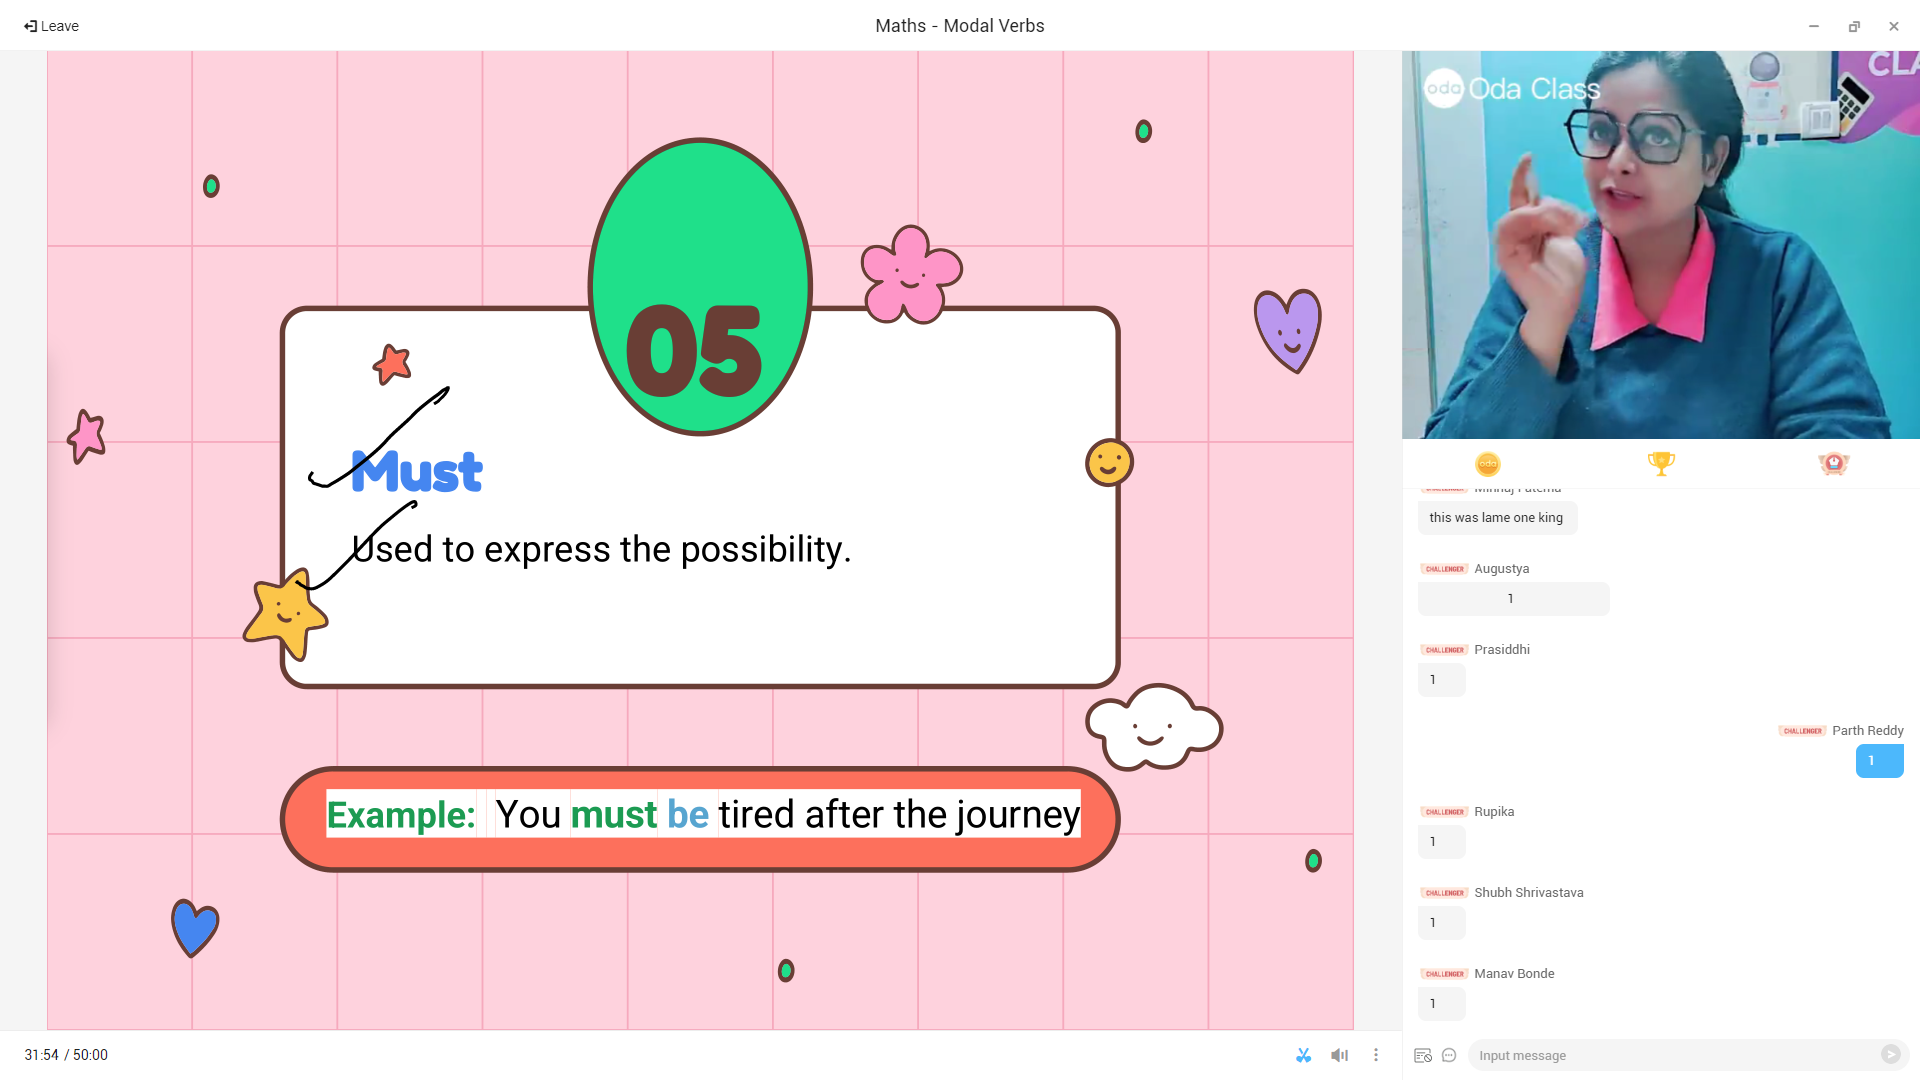 Leave
Maths - Modal Verbs
oda Oda Class
CLA
05
Must
Used to express the possibility.
Example: You must be tired after the journey
31:54 / 50:00
oda
this was lame one king
CHALLENGER Augustya
1
CHALLENGER Prasiddhi
1
CHALLENGER Parth Reddy
1
CHALLENGER Rupika
1
CHALLENGER Shubh Shrivastava
1
CHALLENGER Manav Bonde
1
Input message